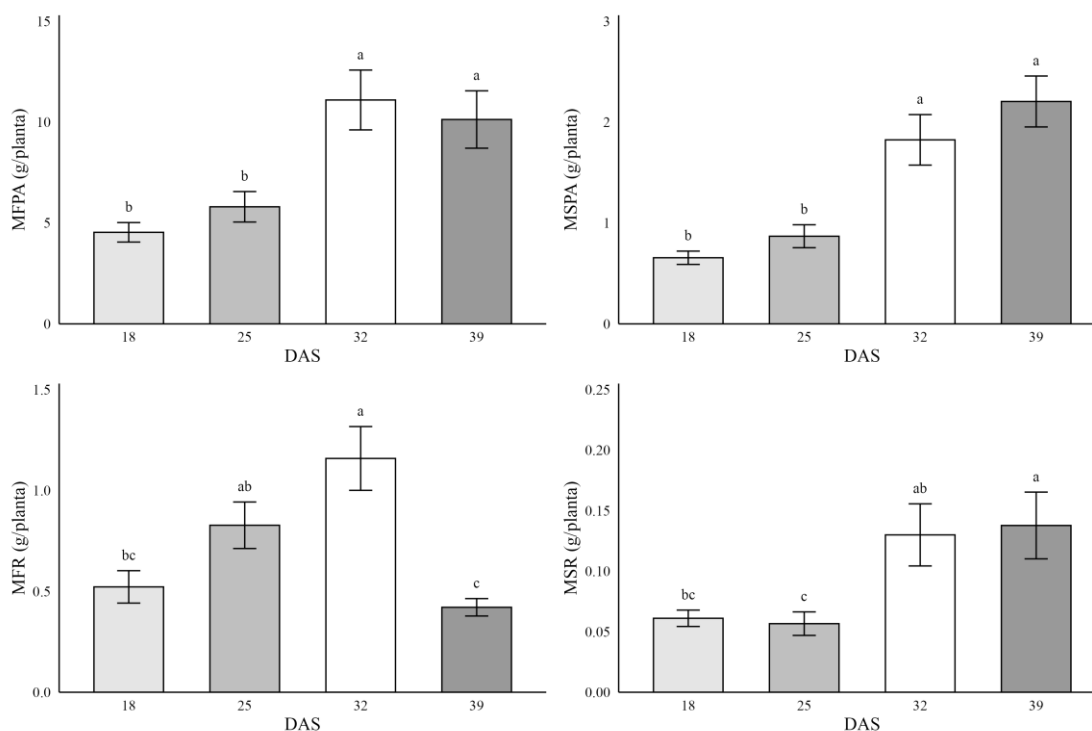 MFPA (g/planta)
15
10
5
0
b
b
a
a
18 25 32 39
DAS
MSPA (g/planta)
3
2
1
0
b
b
a
a
18 25 32 39
DAS
MFR (g/planta)
1.5
1.0
0.5
0.0
bc
ab
a
c
18 25 32 39
DAS
MSR (g/planta)
0.25
0.20
0.15
0.10
0.05
0.00
bc
c
ab
a
18 25 32 39
DAS